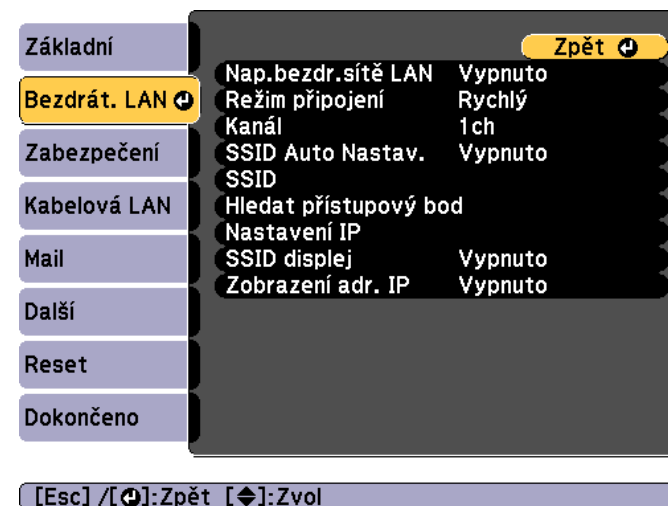 Základní
Bezdrát. LAN
Zabezpečení
Kabelová LAN
Mail
Další
Reset
Dokončeno
Zpět
Nap.bezdr.sítě LAN Vypnuto
Režim připojení Rychlý
Kanál 1ch
SSID Auto Nastav. Vypnuto
SSID
Hledat přístupový bod
Nastavení IP
SSID displej Vypnuto
Zobrazení adr. IP Vypnuto
[Esc] /[⏎]:Zpět [◆]:Zvol